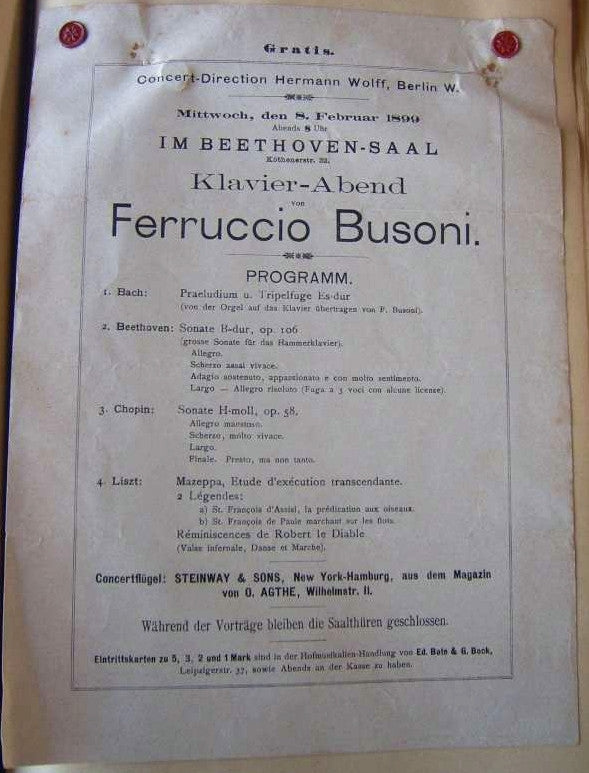 Gratis.
Concert-Direction Hermann Wolff, Berlin W.
Mittwoch, den 8. Februar 1899
Abends 8 Uhr
IM BEETHOVEN-SAAL
Köthenerstr. 32.
Klavier-Abend
von
Ferruccio Busoni.
PROGRAMM.
1. Bach: Praeludium u. Tripelfuge Es-dur
(von der Orgel auf das Klavier übertragen von F. Busoni).
2. Beethoven: Sonate B-dur, op. 106
(grosse Sonate für das Hammerklavier).
Allegro.
Scherzo assai vivace.
Adagio sostenuto, appassionato e con molto sentimento.
Largo — Allegro risoluto (Fuga a 3 voci con alcune licenze).
3. Chopin: Sonate H-moll, op. 58.
Allegro maestoso.
Scherzo, molto vivace.
Largo.
Finale. Presto, ma non tanto.
4. Liszt: Mazeppa, Etude d'exécution transcendante.
2 Légendes:
a) St. François d'Assisi, la prédication aux oiseaux.
b) St. François de Paule marchant sur les flots.
Réminiscences de Robert le Diable
(Valse infernale, Danse et Marche).
Concertflügel: STEINWAY & SONS, New York-Hamburg, aus dem Magazin
von O. AGTHE, Wilhelmstr. 11.
Während der Vorträge bleiben die Saalthüren geschlossen.
Eintrittskarten zu 5, 3, 2 und 1 Mark sind in der Hofmusikalien-Handlung von Ed. Bote & G. Bock,
Leipzigerstr. 37, sowie Abends an der Kasse zu haben.